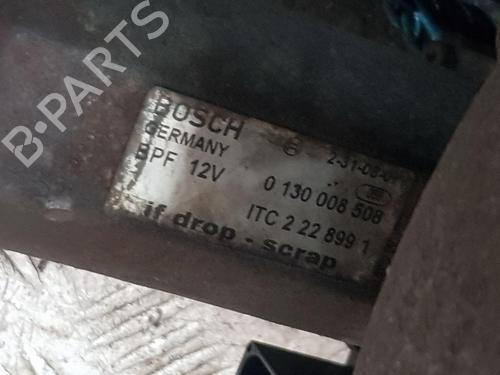 B-PARTS
BOSCH
GERMANY
BPF 12V
0 130 008 508
ITC 2 22 899 1
if drop - scrap